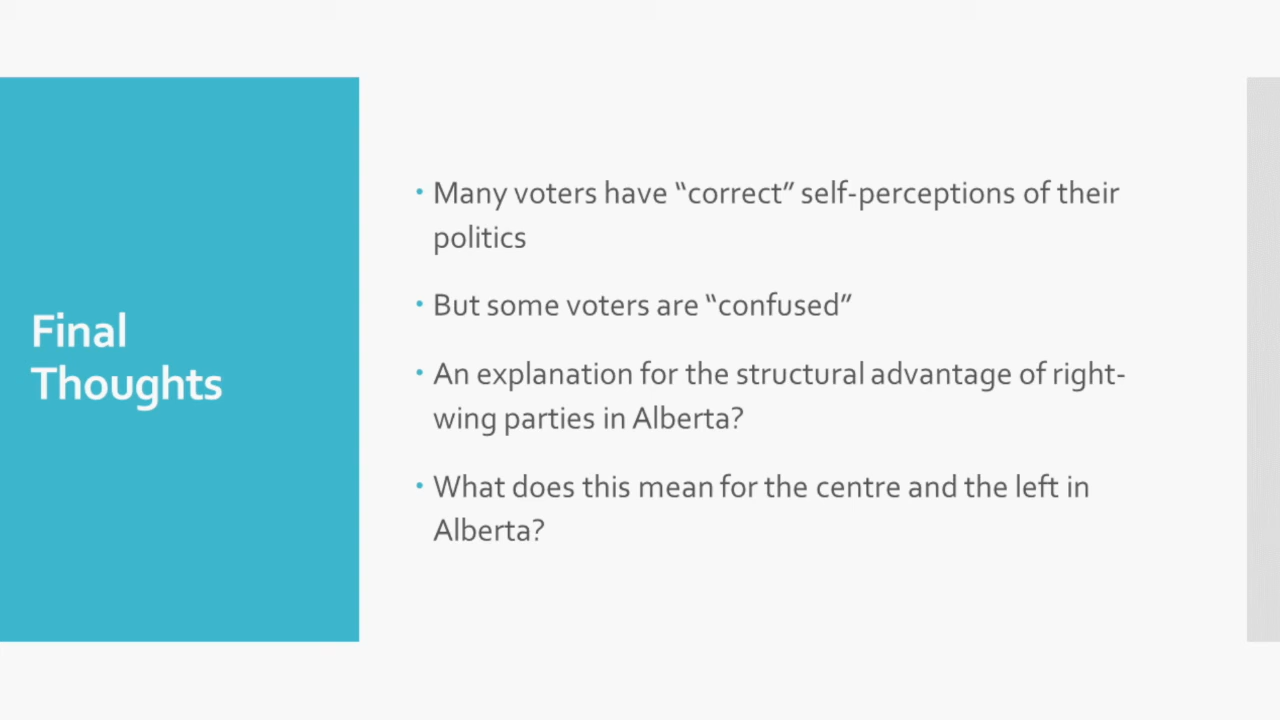 Final
Thoughts
• Many voters have “correct” self-perceptions of their
politics
• But some voters are “confused”
• An explanation for the structural advantage of right-
wing parties in Alberta?
• What does this mean for the centre and the left in
Alberta?